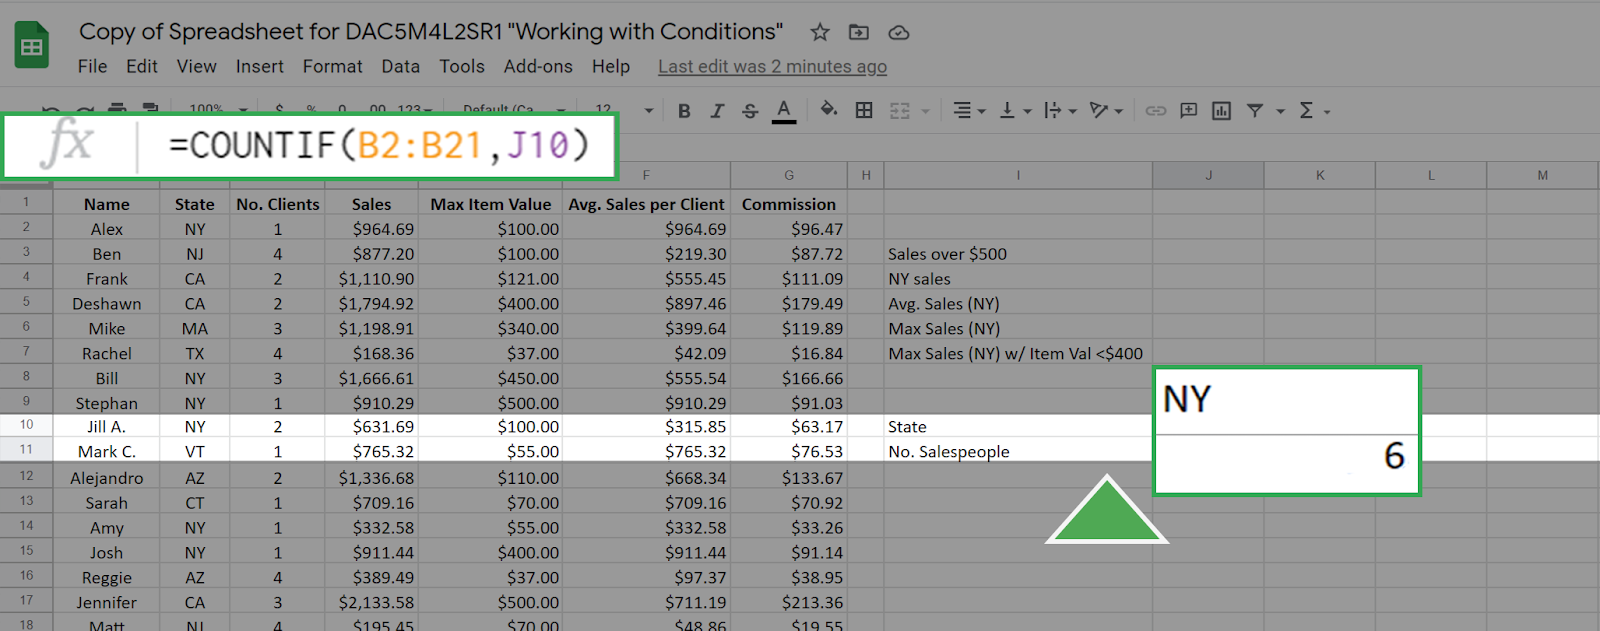 Copy of Spreadsheet for DAC5M4L2SR1 "Working with Conditions"
File Edit View Insert Format Data Tools Add-ons Help Last edit was 2 minutes ago
100% $ % 0 .00 123 Default (Ca 12 B I S A Σ
fx =COUNTIF(B2:B21,J10)
F G H I J K L M
1 Name State No. Clients Sales Max Item Value Avg. Sales per Client Commission
2 Alex NY 1 $964.69 $100.00 $964.69 $96.47
3 Ben NJ 4 $877.20 $100.00 $219.30 $87.72 Sales over $500
4 Frank CA 2 $1,110.90 $121.00 $555.45 $111.09 NY sales
5 Deshawn CA 2 $1,794.92 $400.00 $897.46 $179.49 Avg. Sales (NY)
6 Mike MA 3 $1,198.91 $340.00 $399.64 $119.89 Max Sales (NY)
7 Rachel TX 4 $168.36 $37.00 $42.09 $16.84 Max Sales (NY) w/ Item Val <$400
8 Bill NY 3 $1,666.61 $450.00 $555.54 $166.66
9 Stephan NY 1 $910.29 $500.00 $910.29 $91.03
10 Jill A. NY 2 $631.69 $100.00 $315.85 $63.17 State NY
11 Mark C. VT 1 $765.32 $55.00 $765.32 $76.53 No. Salespeople 6
12 Alejandro AZ 2 $1,336.68 $110.00 $668.34 $133.67
13 Sarah CT 1 $709.16 $70.00 $709.16 $70.92
14 Amy NY 1 $332.58 $55.00 $332.58 $33.26
15 Josh NY 1 $911.44 $400.00 $911.44 $91.14
16 Reggie AZ 4 $389.49 $37.00 $97.37 $38.95
17 Jennifer CA 3 $2,133.58 $500.00 $711.19 $213.36
18 Matt NJ 4 $195.45 $70.00 $48.86 $19.55